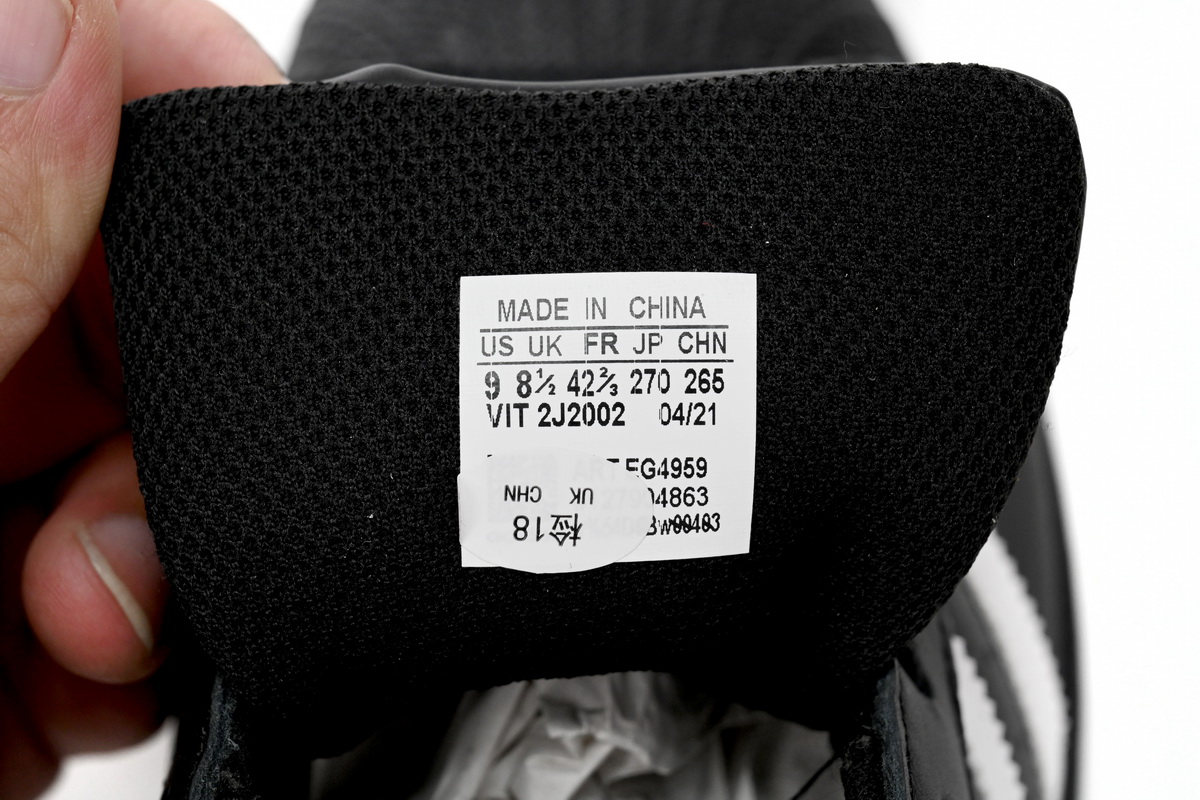 MADE IN CHINA
US UK FR JP CHN
9 8½ 42⅔ 270 265
VIT 2J2002 04/21
ART FG4959
04863
UK CHN
检18